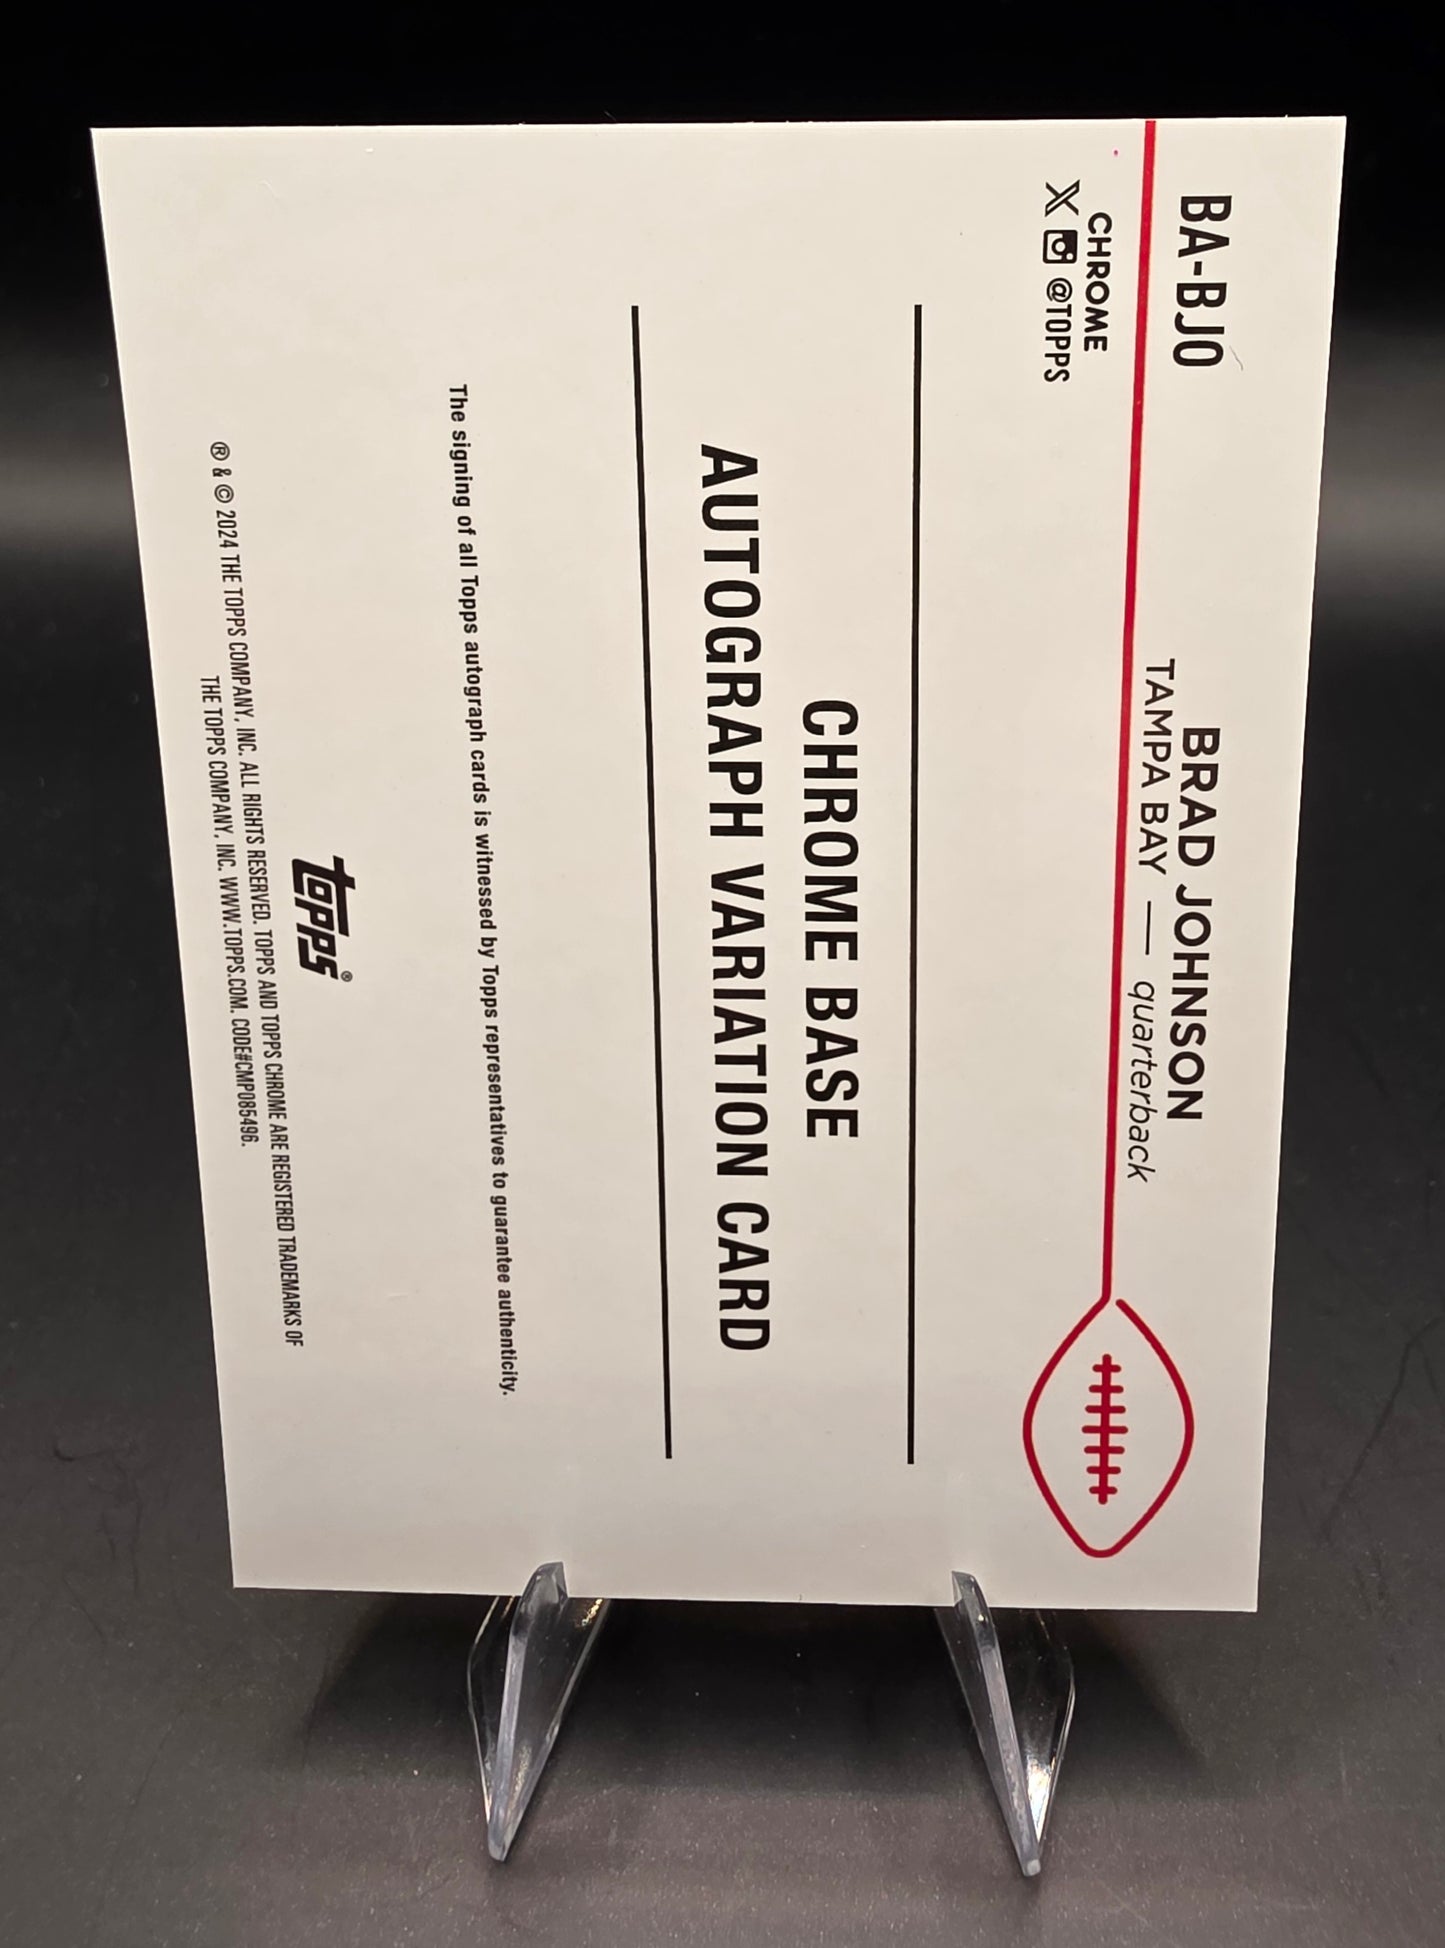 BA-BJO
BRAD JOHNSON
TAMPA BAY — quarterback
CHROME
X @TOPPS
CHROME BASE
AUTOGRAPH VARIATION CARD
The signing of all Topps autograph cards is witnessed by Topps representatives to guarantee authenticity.
topps®
® & © 2024 THE TOPPS COMPANY, INC. ALL RIGHTS RESERVED. TOPPS AND TOPPS CHROME ARE REGISTERED TRADEMARKS OF
THE TOPPS COMPANY, INC. WWW.TOPPS.COM. CODE#CMP085496.